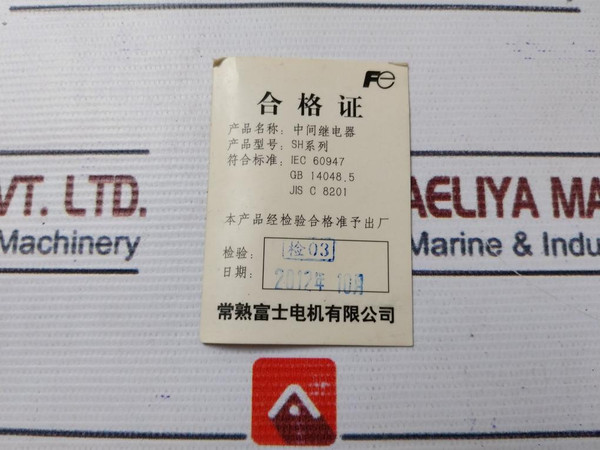 Fe
合格证
产品名称：中间继电器
产品型号：SH系列
符合标准：IEC 60947
GB 14048.5
JIS C 8201
本产品经检验合格准予出厂
检验：检03
日期：2012年 10月
常熟富士电机有限公司
VT. LTD.
Machinery
AELIYA MA
Marine & Indu